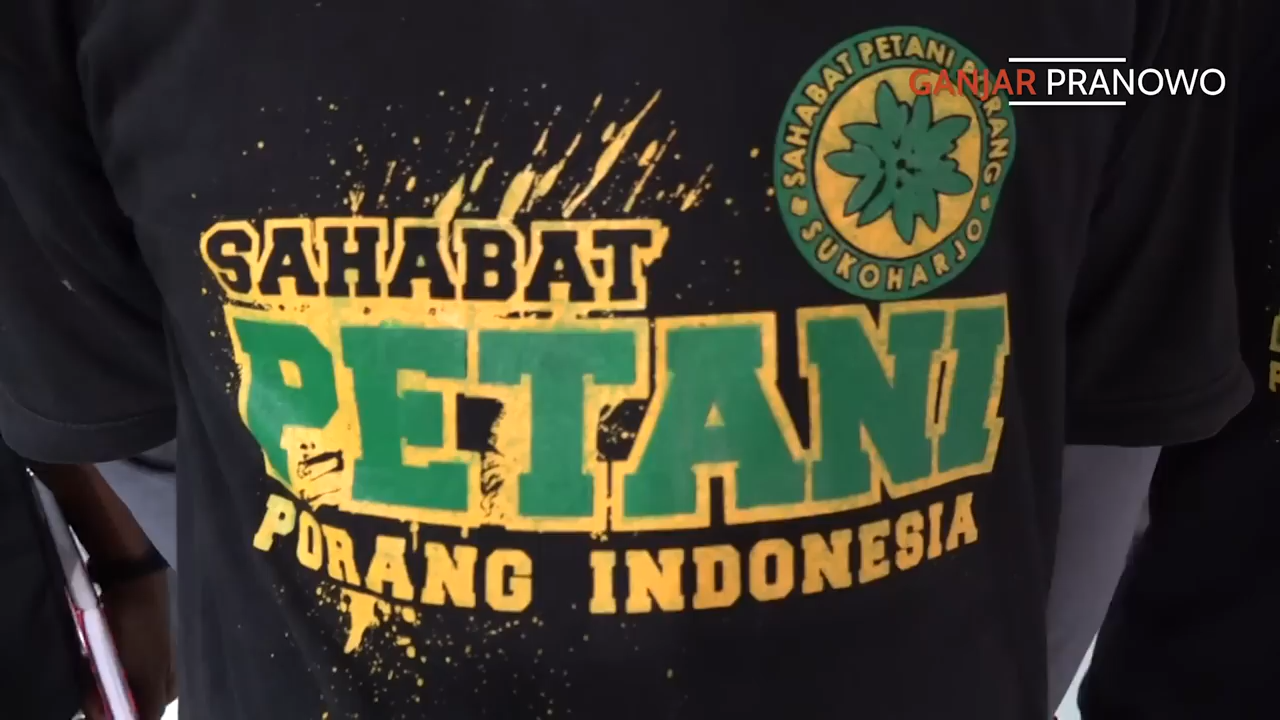 SAHABAT PETANI PORANG
SUKOHARJO
GANJAR PRANOWO
SAHABAT
PETANI
PORANG INDONESIA